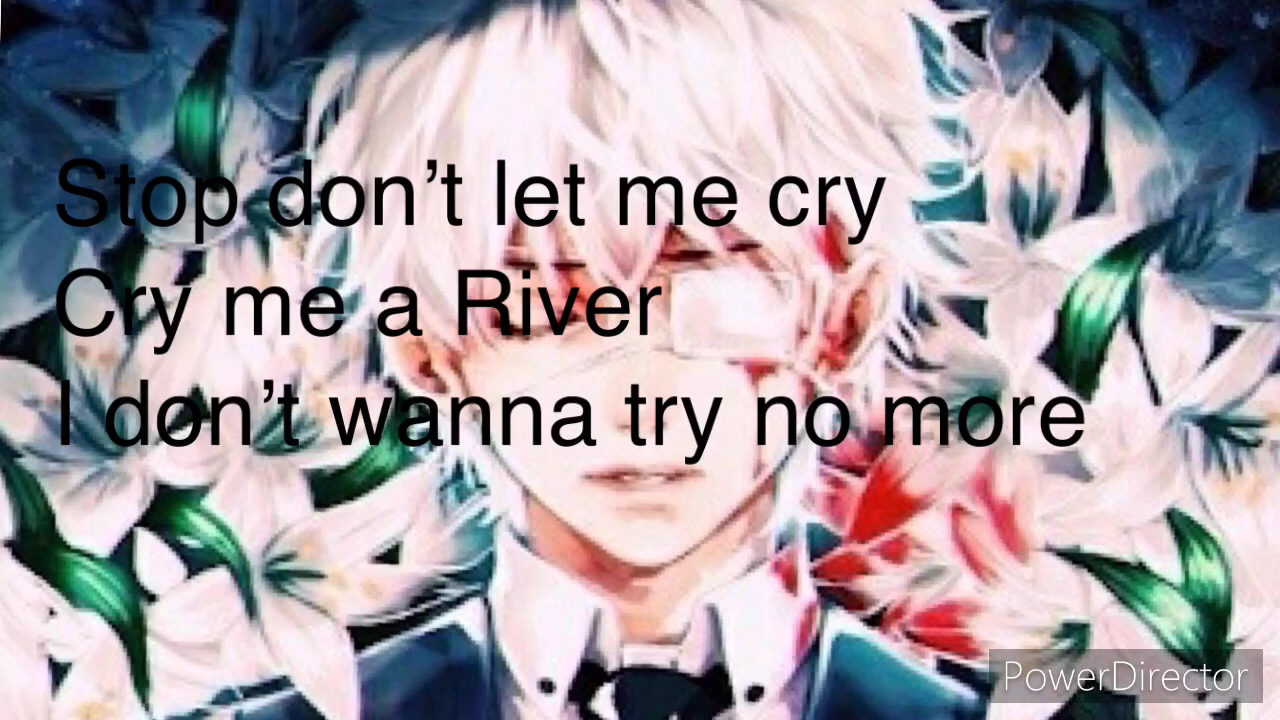 Stop don’t let me cry
Cry me a River
I don’t wanna try no more
PowerDirector